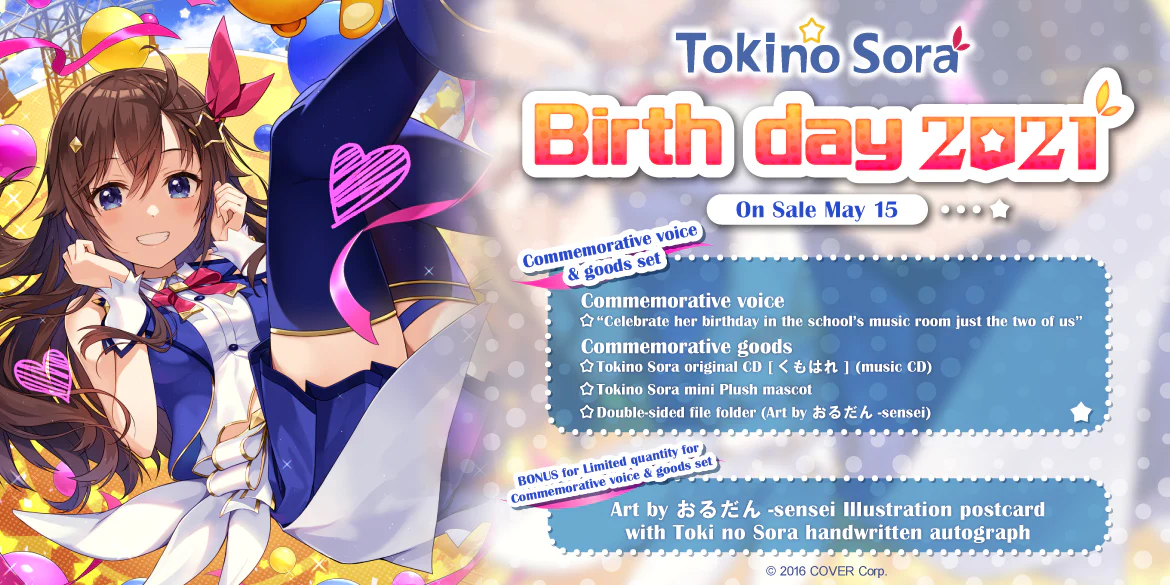 Tokino Sora
Birth day 2021
On Sale May 15
Commemorative voice
& goods set
Commemorative voice
☆“Celebrate her birthday in the school’s music room just the two of us”
Commemorative goods
☆Tokino Sora original CD [ くもはれ ] (music CD)
☆Tokino Sora mini Plush mascot
☆Double-sided file folder (Art by おるだん -sensei)
BONUS for Limited quantity for
Commemorative voice & goods set
Art by おるだん -sensei Illustration postcard
with Toki no Sora handwritten autograph
© 2016 COVER Corp.